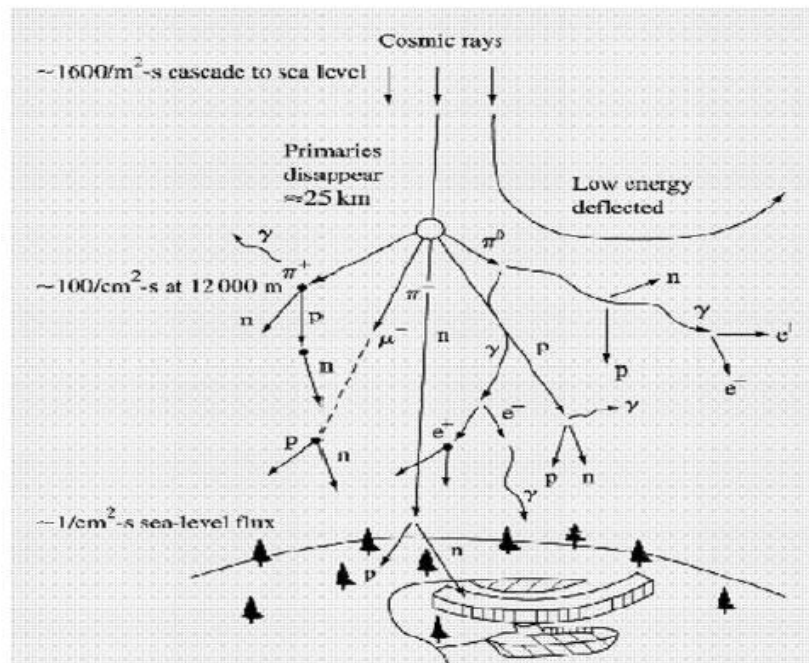 Cosmic rays
~1600/m²-s cascade to sea level
Primaries
disappear
≈25 km
Low energy
deflected
γ
π⁰
π⁺
~100/cm²-s at 12 000 m
π⁻
n
γ
n
p
μ⁻
n
γ
p
p
e⁻
n
e⁻
γ
e⁺
p
n
p
n
γ
~1/cm²-s sea-level flux
p
n